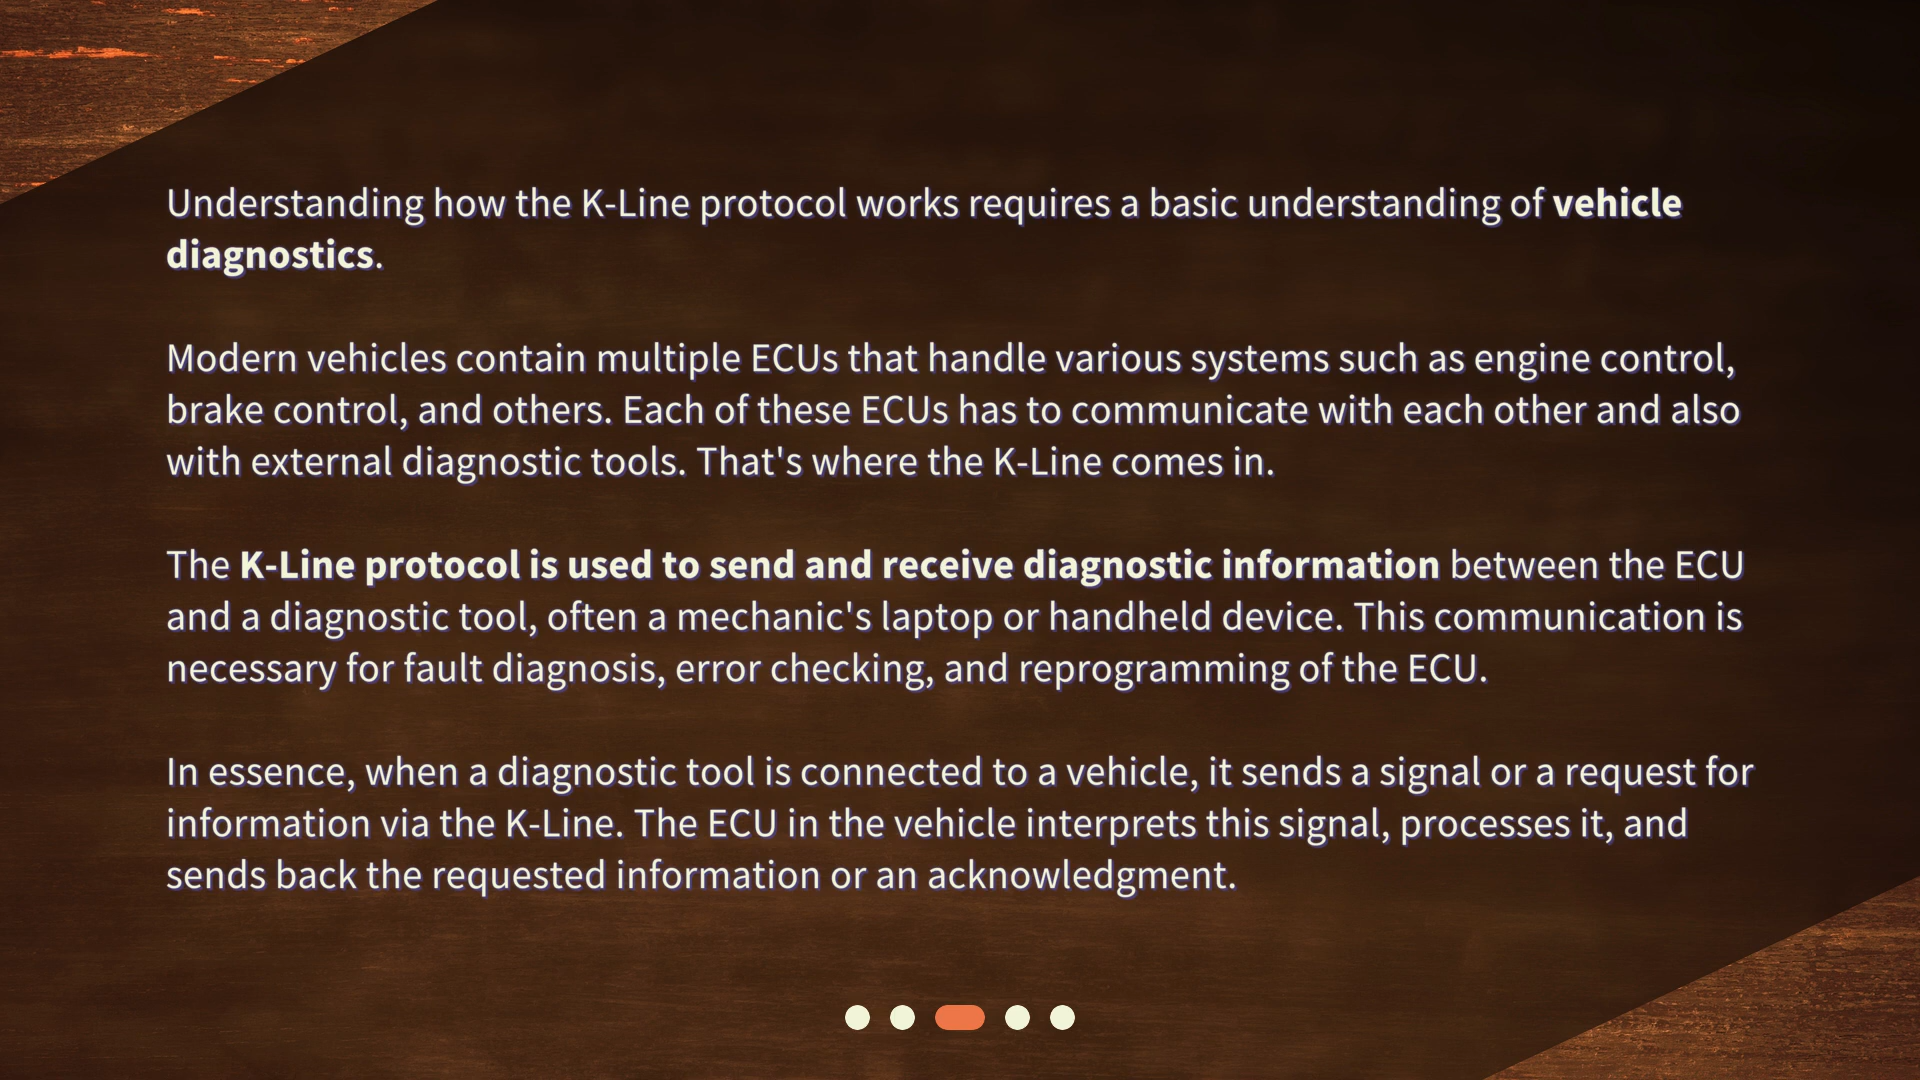 Understanding how the K-Line protocol works requires a basic understanding of vehicle
diagnostics.
Modern vehicles contain multiple ECUs that handle various systems such as engine control,
brake control, and others. Each of these ECUs has to communicate with each other and also
with external diagnostic tools. That's where the K-Line comes in.
The K-Line protocol is used to send and receive diagnostic information between the ECU
and a diagnostic tool, often a mechanic's laptop or handheld device. This communication is
necessary for fault diagnosis, error checking, and reprogramming of the ECU.
In essence, when a diagnostic tool is connected to a vehicle, it sends a signal or a request for
information via the K-Line. The ECU in the vehicle interprets this signal, processes it, and
sends back the requested information or an acknowledgment.